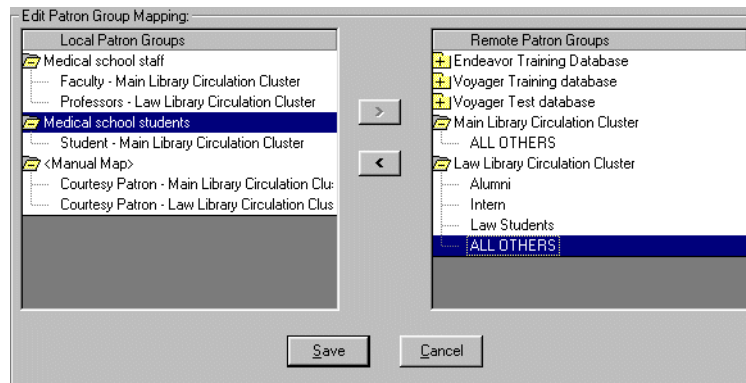 Edit Patron Group Mapping:
Local Patron Groups
Medical school staff
Faculty - Main Library Circulation Cluster
Professors - Law Library Circulation Cluster
Medical school students
Student - Main Library Circulation Cluster
<Manual Map>
Courtesy Patron - Main Library Circulation Clu
Courtesy Patron - Law Library Circulation Clus
>
<
Remote Patron Groups
Endeavor Training Database
Voyager Training database
Voyager Test database
Main Library Circulation Cluster
ALL OTHERS
Law Library Circulation Cluster
Alumni
Intern
Law Students
ALL OTHERS
Save
Cancel